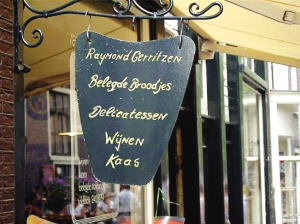 Raymond Gerritzen
Belegde Broodjes
Delicatessen
Wijnen
Kaas